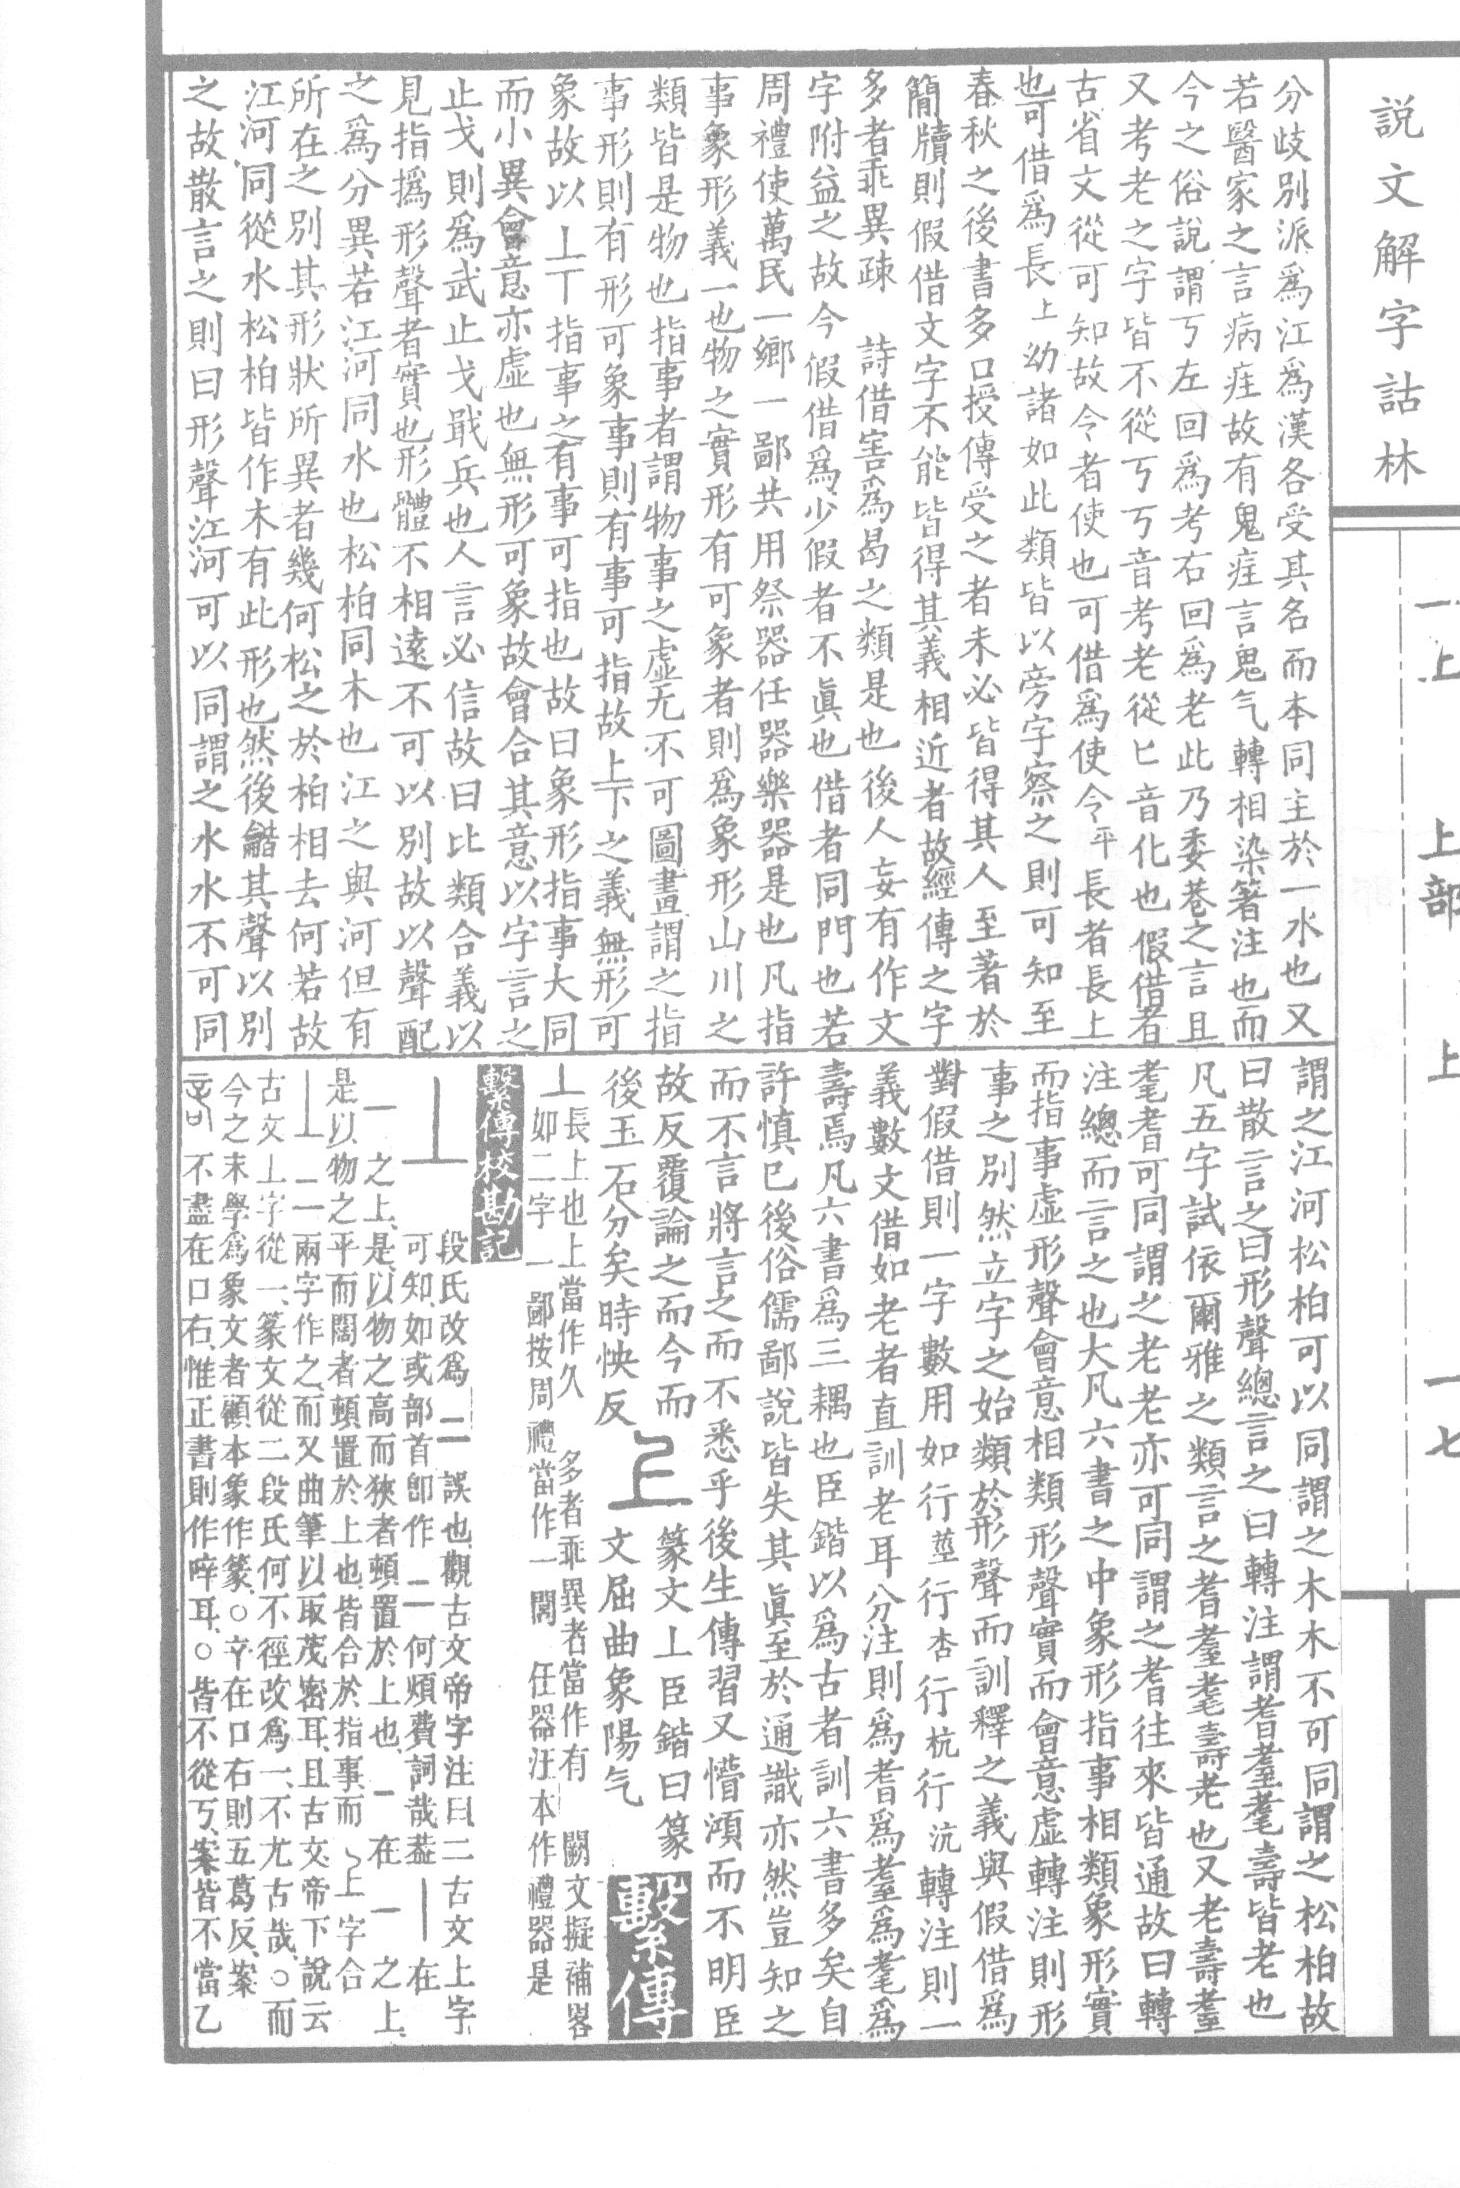 說文解字詁林
一上
上部
上
一七
分歧別派爲江爲漢各受其名而本同主於一水也又
若醫家之言病疰故有鬼疰言鬼气轉相染著注也而
今之俗說謂丂左回爲考右回爲老此乃委巷之言且
又考老之字皆不從丂丂音考老從匕音化也假借者
古省文從可知故令者使也可借爲使令平長者長上
也可借爲長上幼諸如此類皆以旁字察之則可知至
春秋之後書多口授傳受之者未必皆得其人至著於
簡牘則假借文字不能皆得其義相近者故經傳之字
多者乖異疎 詩借害爲曷之類是也後人妄有作文
字附益之故今假借爲少假者不眞也借者同門也若
周禮使萬民一鄉一鄙共用祭器任器樂器是也凡指
事象形義一也物之實形有可象者則爲象形山川之
類皆是物也指事者謂物事之虛无不可圖畫謂之指
事形則有形可象事則有事可指故上下之義無形可
象故以丄丅指事之有事可指也故曰象形指事大同
而小異會意亦虛也無形可象故會合其意以字言之
止戈則爲武止戈戢兵也人言必信故曰比類合義以
見指撝形聲者實也形體不相遠不可以別故以聲配
之爲分異若江河同水也松柏同木也江之與河但有
所在之別其形狀所異者幾何松之於柏相去何若故
江河同從水松柏皆作木有此形也然後齰其聲以別
之故散言之則曰形聲江河可以同謂之水水不可同
謂之江河松柏可以同謂之木木不可同謂之松柏故
曰散言之曰形聲總言之曰轉注謂耆耋耄壽皆老也
凡五字試依爾雅之類言之耆耋耄壽老也又老壽耋
耄耆可同謂之老老亦可同謂之耆往來皆通故曰轉
注總而言之也大凡六書之中象形指事相類象形實
而指事虛形聲會意相類形聲實而會意虛轉注則形
事之別然立字之始類於形聲而訓釋之義與假借爲
對假借則一字數用如行莖行杏行杭行沆轉注則一
義數文借如老者直訓老耳分注則爲耆爲耋爲耄爲
壽焉凡六書爲三耦也臣鍇以爲古者訓六書多矣自
許慎已後俗儒鄙說皆失其眞至於通識亦然豈知之
而不言將言之而不悉乎後生傳習又懵澒而不明臣
故反覆論之而今而
後玉石分矣時怏反
篆文丄臣鍇曰篆
文屈曲象陽气
繫傳
丄長上也上當作久 多者乖異者當作有 闕文擬補畧
如二字 一鄙按周禮當作一閭 任器注本作禮器是
繫傳校勘記
丄
段氏改爲二誤也觀古文帝字注曰二古文上字
可知如或部首卽作二何煩費詞哉葢丨在
一之上是以物之高而狹者頓置於上也一在一之上
是以物之平而闊者頓置於上也皆合於指事而上字合
丨一二兩字作之而又曲筆以取茂密耳且古文帝下說云
古文丄字從一篆文從二段氏何不徑改爲一不尤古哉○而
今之末學爲象文者顧本象作篆○辛在口右則五葛反案
不盡在口右惟正書則作啐耳○皆不從丂案皆不當乙